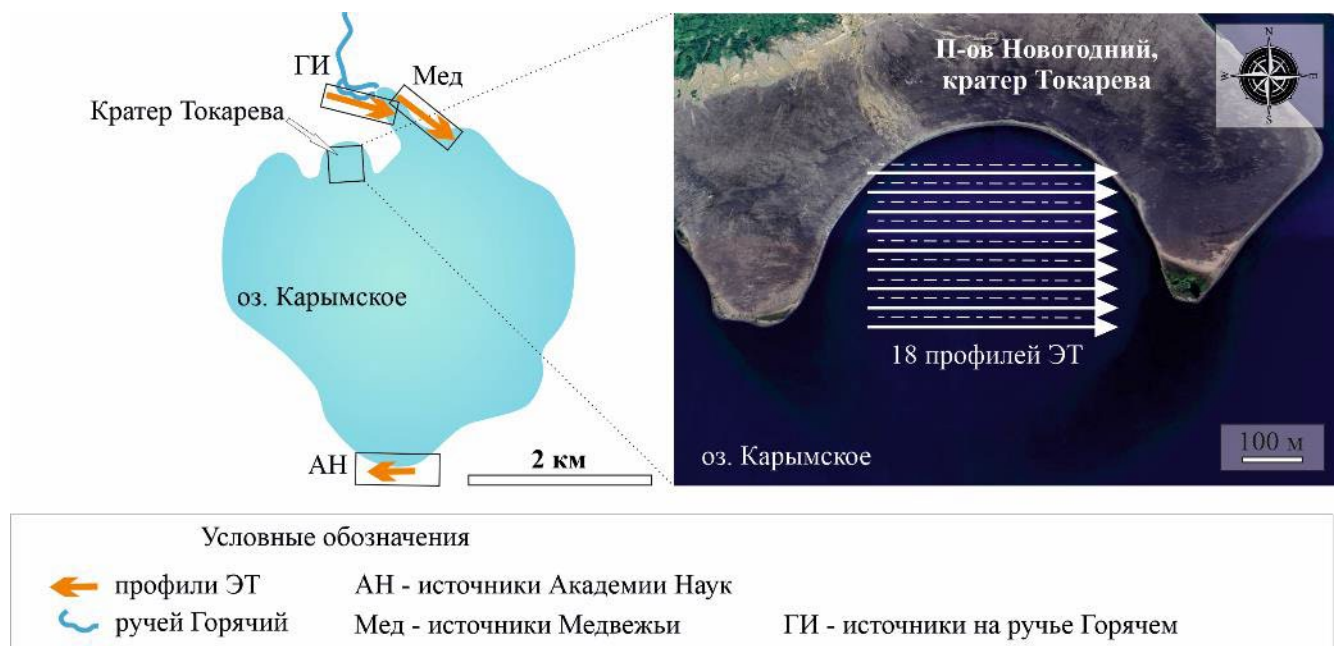 ГИ
Мед
Кратер Токарева
оз. Карымское
АН
2 км
П-ов Новогодний,
кратер Токарева
N
W
E
S
18 профилей ЭТ
оз. Карымское
100 м
Условные обозначения
профили ЭТ
АН - источники Академии Наук
ручей Горячий
Мед - источники Медвежьи
ГИ - источники на ручье Горячем